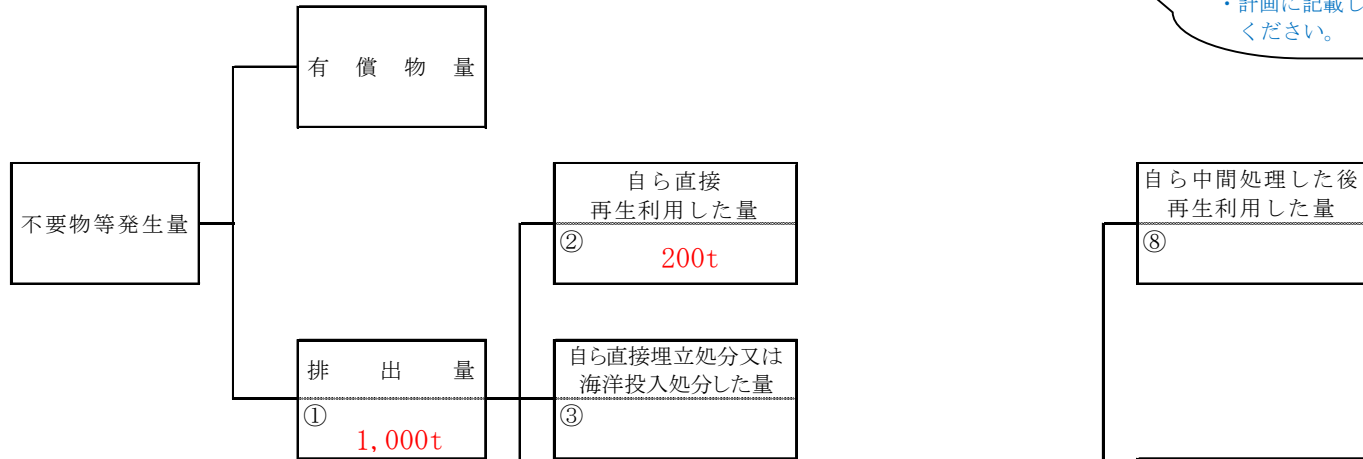 ・計画に記載し
ください。
有償物量
不要物等発生量
自ら直接
再生利用した量
②
200t
自ら中間処理した後
再生利用した量
⑧
排出量
①
1,000t
自ら直接埋立処分又は
海洋投入処分した量
③